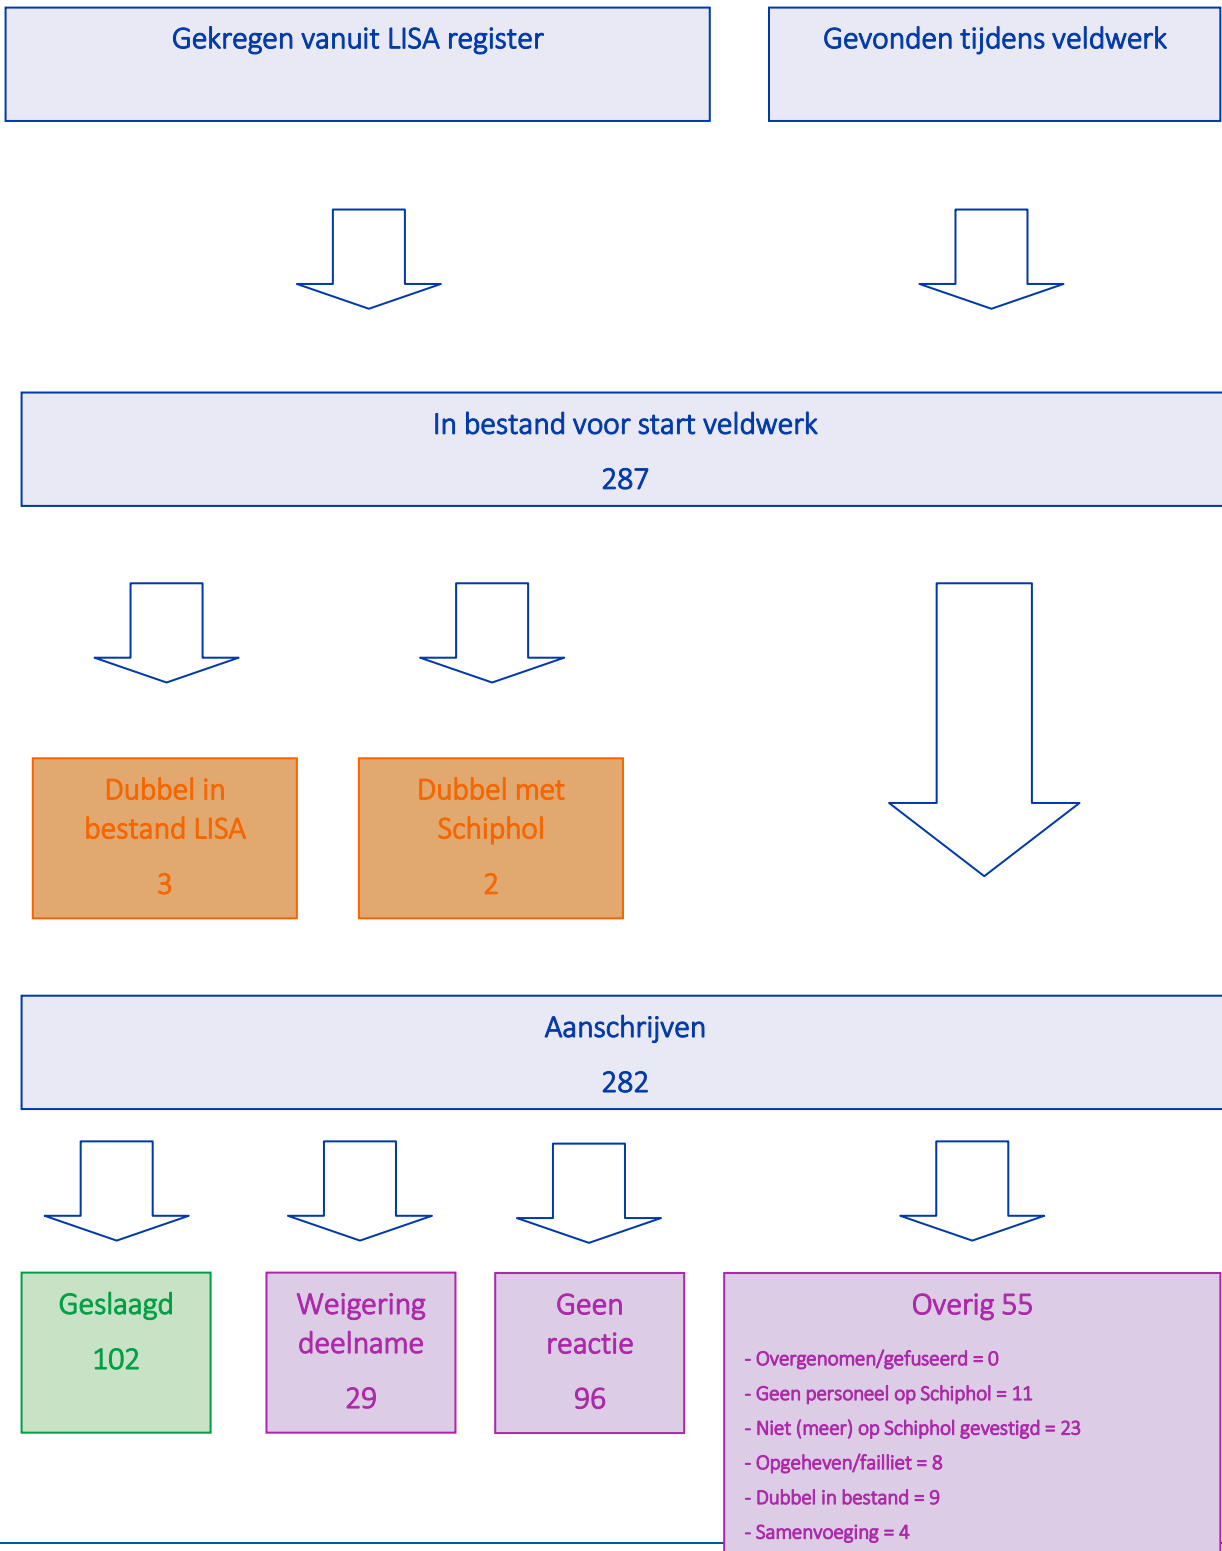 Gekregen vanuit LISA register
Gevonden tijdens veldwerk
In bestand voor start veldwerk
287
Dubbel in
bestand LISA
3
Dubbel met
Schiphol
2
Aanschrijven
282
Geslaagd
102
Weigering
deelname
29
Geen
reactie
96
Overig 55
- Overgenomen/gefuseerd = 0
- Geen personeel op Schiphol = 11
- Niet (meer) op Schiphol gevestigd = 23
- Opgeheven/failliet = 8
- Dubbel in bestand = 9
- Samenvoeging = 4